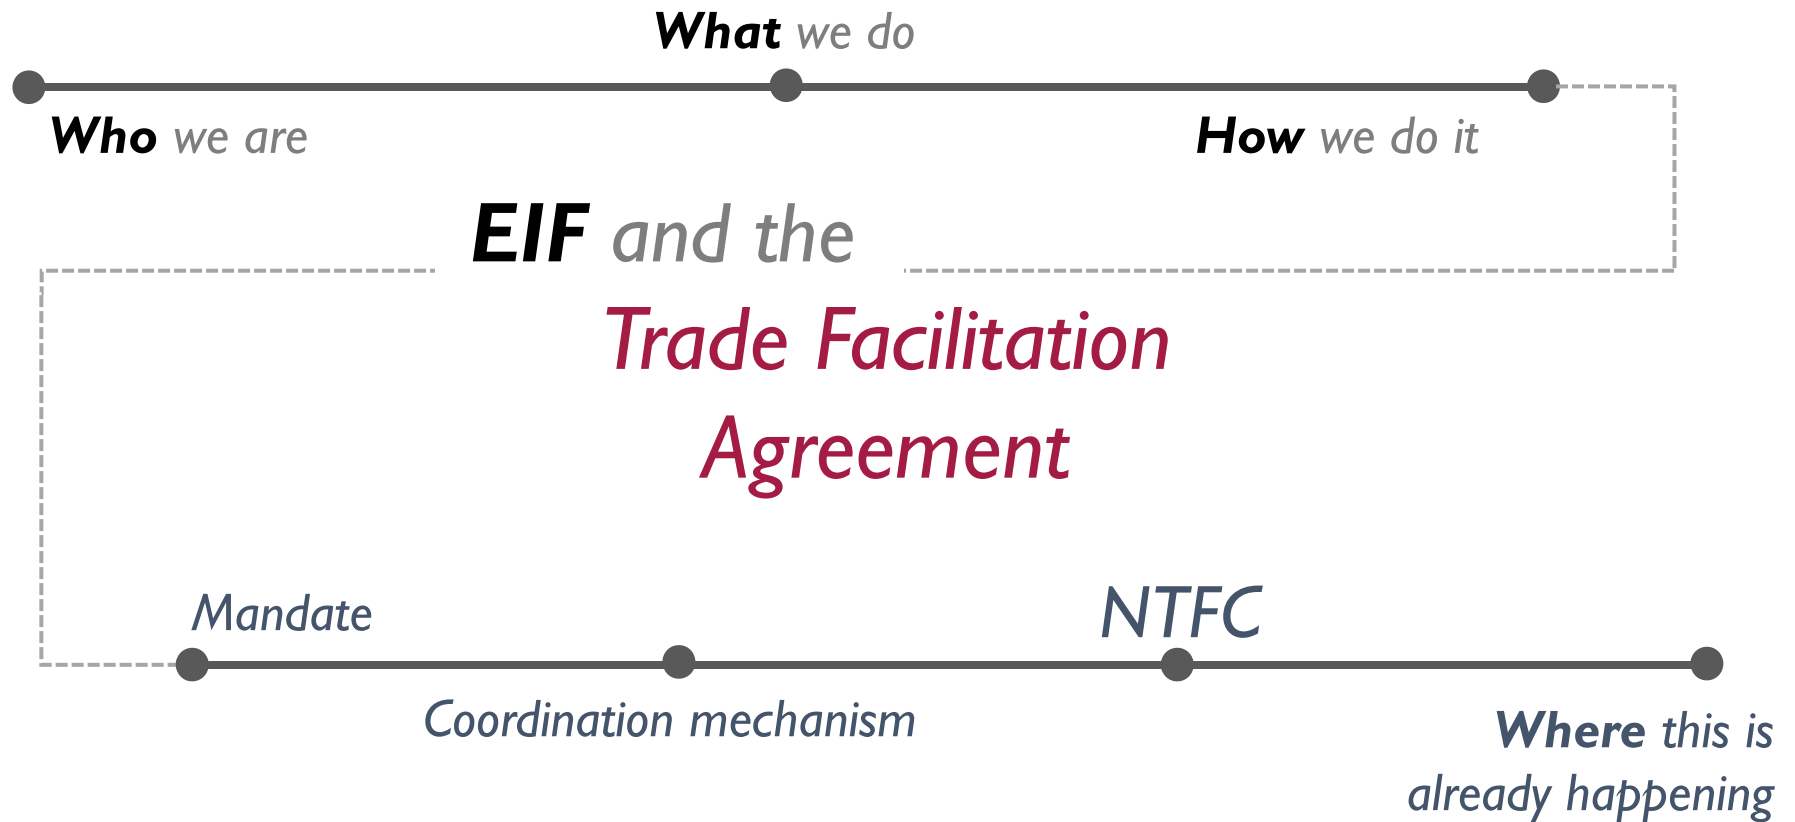 What we do
Who we are
How we do it
EIF and the
Trade Facilitation
Agreement
Mandate
NTFC
Coordination mechanism
Where this is
already happening